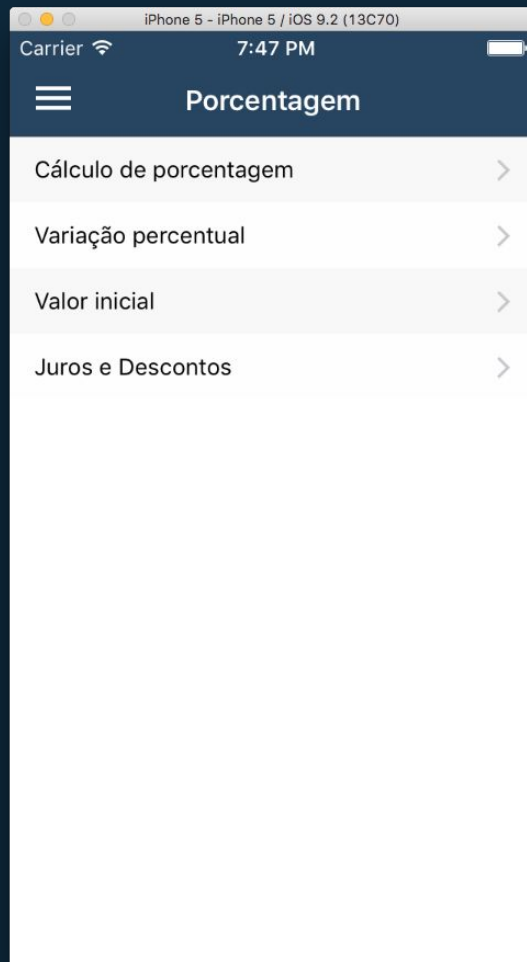 iPhone 5 - iPhone 5 / iOS 9.2 (13C70)
Carrier 7:47 PM
Porcentagem
Cálculo de porcentagem
Variação percentual
Valor inicial
Juros e Descontos